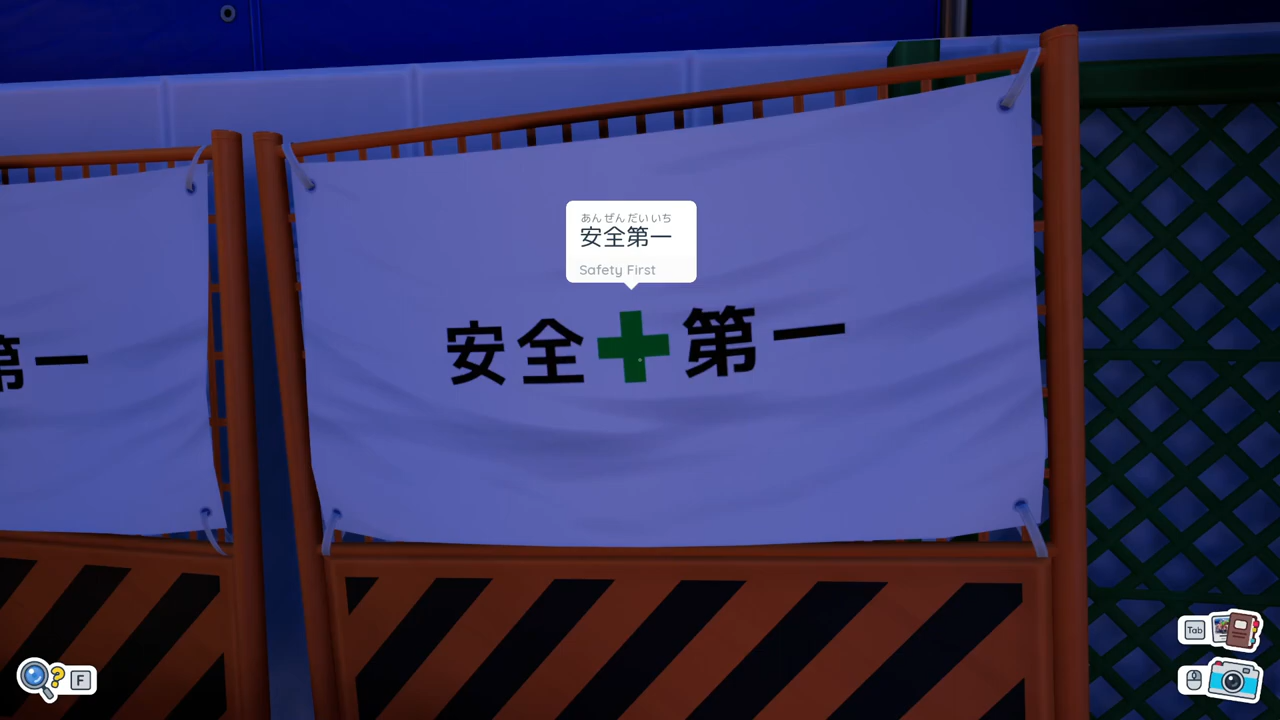 あん ぜん だい いち
安全第一
Safety First
安全 第一
第一
Tab
F